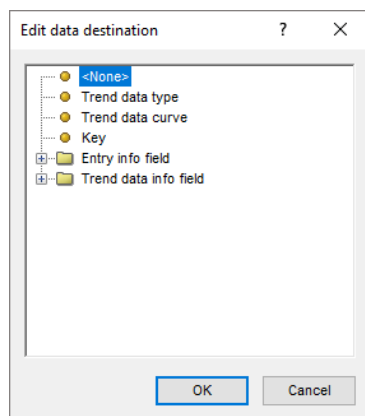 Edit data destination ?
<None>
Trend data type
Trend data curve
Key
Entry info field
Trend data info field
OK Cancel